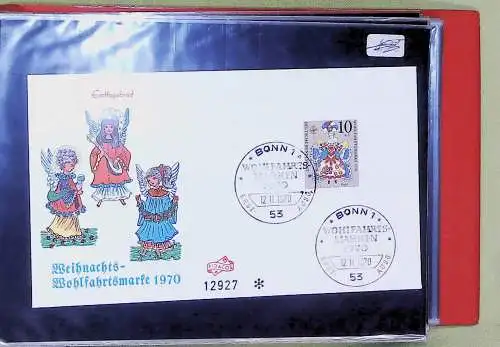 Ersttagsbrief
10
BONN 1
WOHLFAHRTS-
MARKEN
1970
12.11.1970
53
BONN 1
WOHLFAHRTS-
MARKEN
1970
12.11.1970
53
Weihnachts-
Wohlfahrtsmarke 1970
12927 *